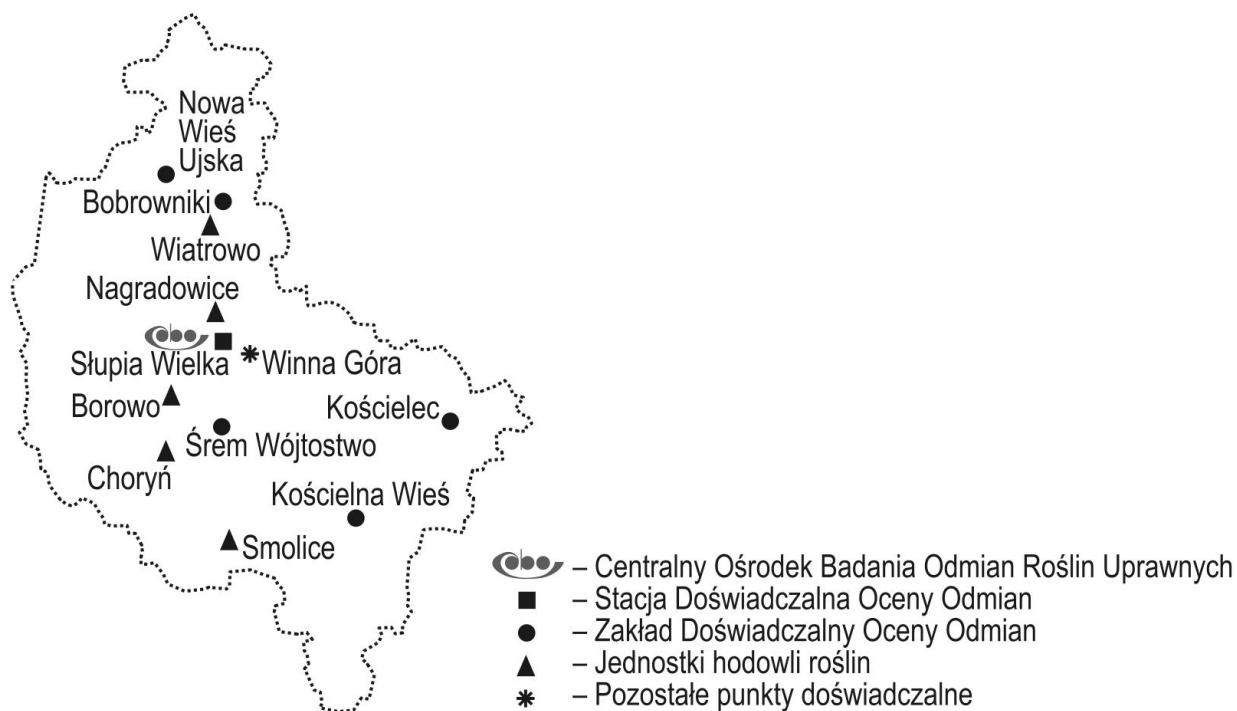 Nowa
Wieś
Ujska
Bobrowniki
Wiatrowo
Nagradowice
Słupia Wielka
Winna Góra
Borowo
Kościelec
Śrem Wójtostwo
Choryń
Kościelna Wieś
Smolice
– Centralny Ośrodek Badania Odmian Roślin Uprawnych
– Stacja Doświadczalna Oceny Odmian
– Zakład Doświadczalny Oceny Odmian
– Jednostki hodowli roślin
– Pozostałe punkty doświadczalne